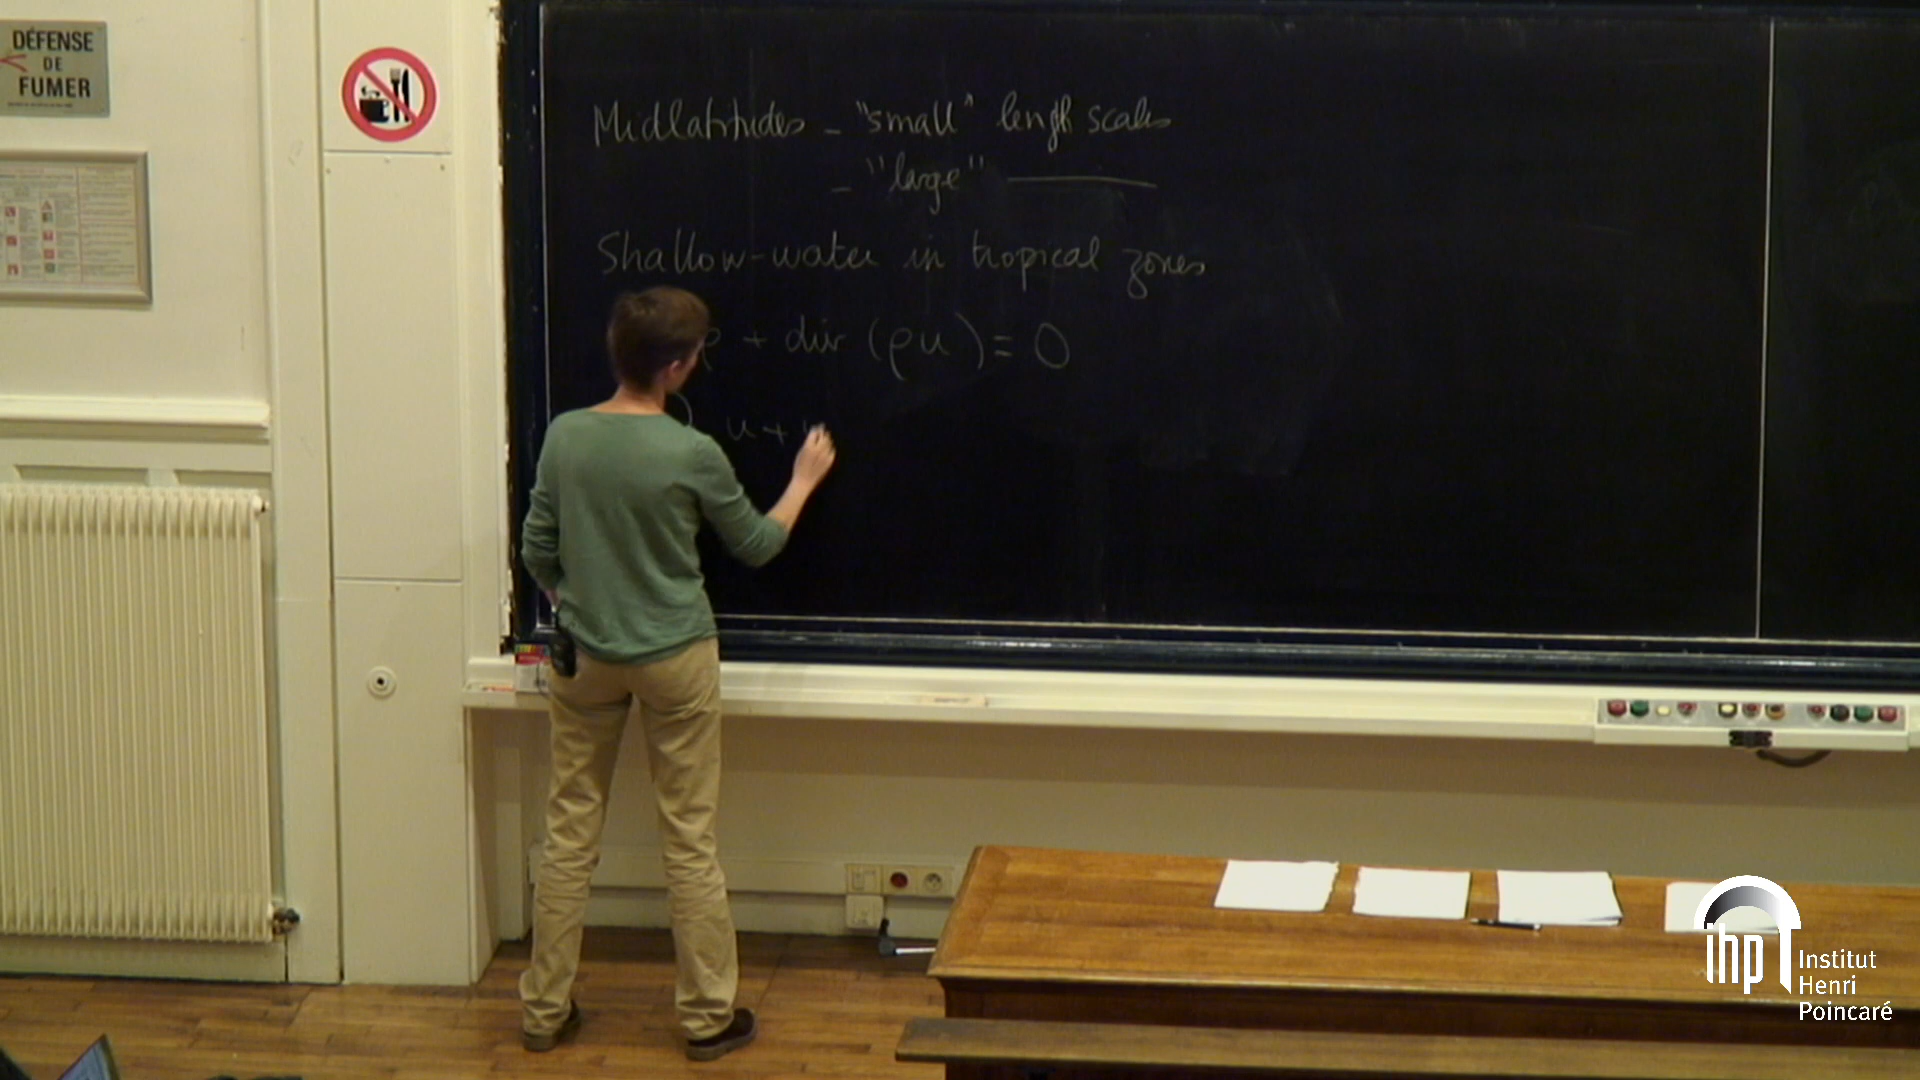 DÉFENSE
DE
FUMER
Midlatitudes - "small" length scales
- "large" ———
Shallow-water in tropical zones
ρ + div (ρu) = 0
u +
ihp Institut
Henri
Poincaré